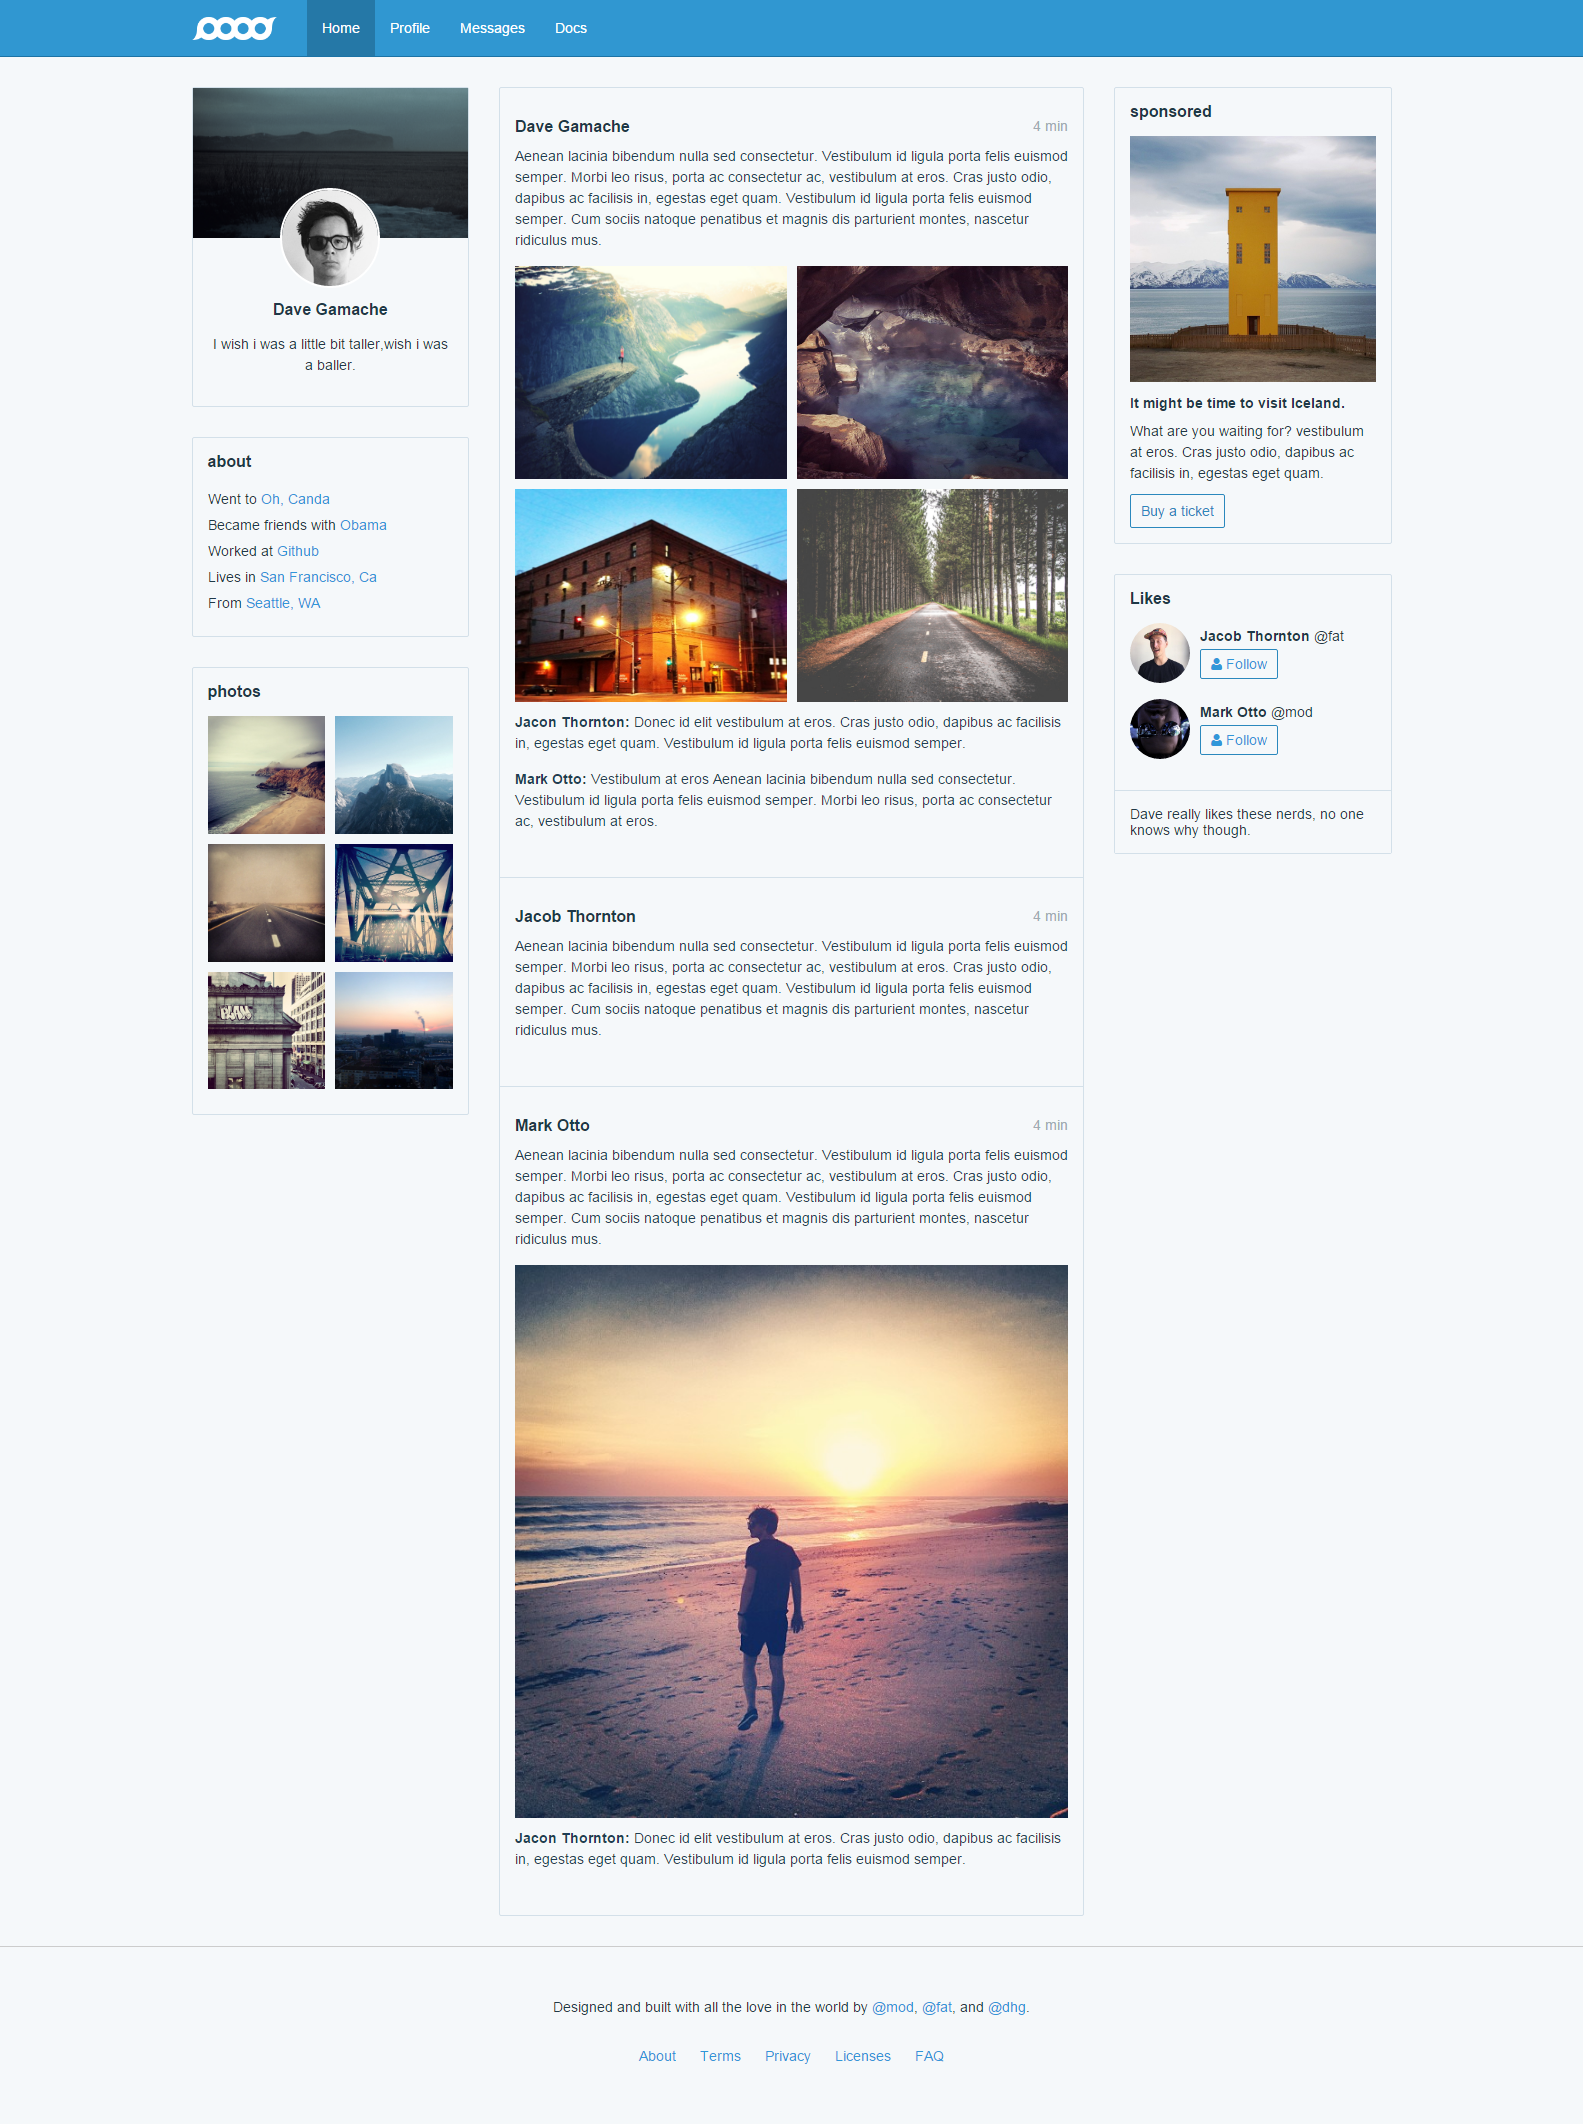 Home Profile Messages Docs
Dave Gamache
I wish i was a little bit taller,wish i was
a baller.
about
Went to Oh, Canda
Became friends with Obama
Worked at Github
Lives in San Francisco, Ca
From Seattle, WA
photos
Dave Gamache 4 min
Aenean lacinia bibendum nulla sed consectetur. Vestibulum id ligula porta felis euismod
semper. Morbi leo risus, porta ac consectetur ac, vestibulum at eros. Cras justo odio,
dapibus ac facilisis in, egestas eget quam. Vestibulum id ligula porta felis euismod
semper. Cum sociis natoque penatibus et magnis dis parturient montes, nascetur
ridiculus mus.
Jacon Thornton: Donec id elit vestibulum at eros. Cras justo odio, dapibus ac facilisis
in, egestas eget quam. Vestibulum id ligula porta felis euismod semper.
Mark Otto: Vestibulum at eros Aenean lacinia bibendum nulla sed consectetur.
Vestibulum id ligula porta felis euismod semper. Morbi leo risus, porta ac consectetur
ac, vestibulum at eros.
Jacob Thornton 4 min
Aenean lacinia bibendum nulla sed consectetur. Vestibulum id ligula porta felis euismod
semper. Morbi leo risus, porta ac consectetur ac, vestibulum at eros. Cras justo odio,
dapibus ac facilisis in, egestas eget quam. Vestibulum id ligula porta felis euismod
semper. Cum sociis natoque penatibus et magnis dis parturient montes, nascetur
ridiculus mus.
Mark Otto 4 min
Aenean lacinia bibendum nulla sed consectetur. Vestibulum id ligula porta felis euismod
semper. Morbi leo risus, porta ac consectetur ac, vestibulum at eros. Cras justo odio,
dapibus ac facilisis in, egestas eget quam. Vestibulum id ligula porta felis euismod
semper. Cum sociis natoque penatibus et magnis dis parturient montes, nascetur
ridiculus mus.
Jacon Thornton: Donec id elit vestibulum at eros. Cras justo odio, dapibus ac facilisis
in, egestas eget quam. Vestibulum id ligula porta felis euismod semper.
sponsored
It might be time to visit Iceland.
What are you waiting for? vestibulum
at eros. Cras justo odio, dapibus ac
facilisis in, egestas eget quam.
Buy a ticket
Likes
Jacob Thornton @fat
Follow
Mark Otto @mod
Follow
Dave really likes these nerds, no one
knows why though.
Designed and built with all the love in the world by @mod, @fat, and @dhg.
About Terms Privacy Licenses FAQ